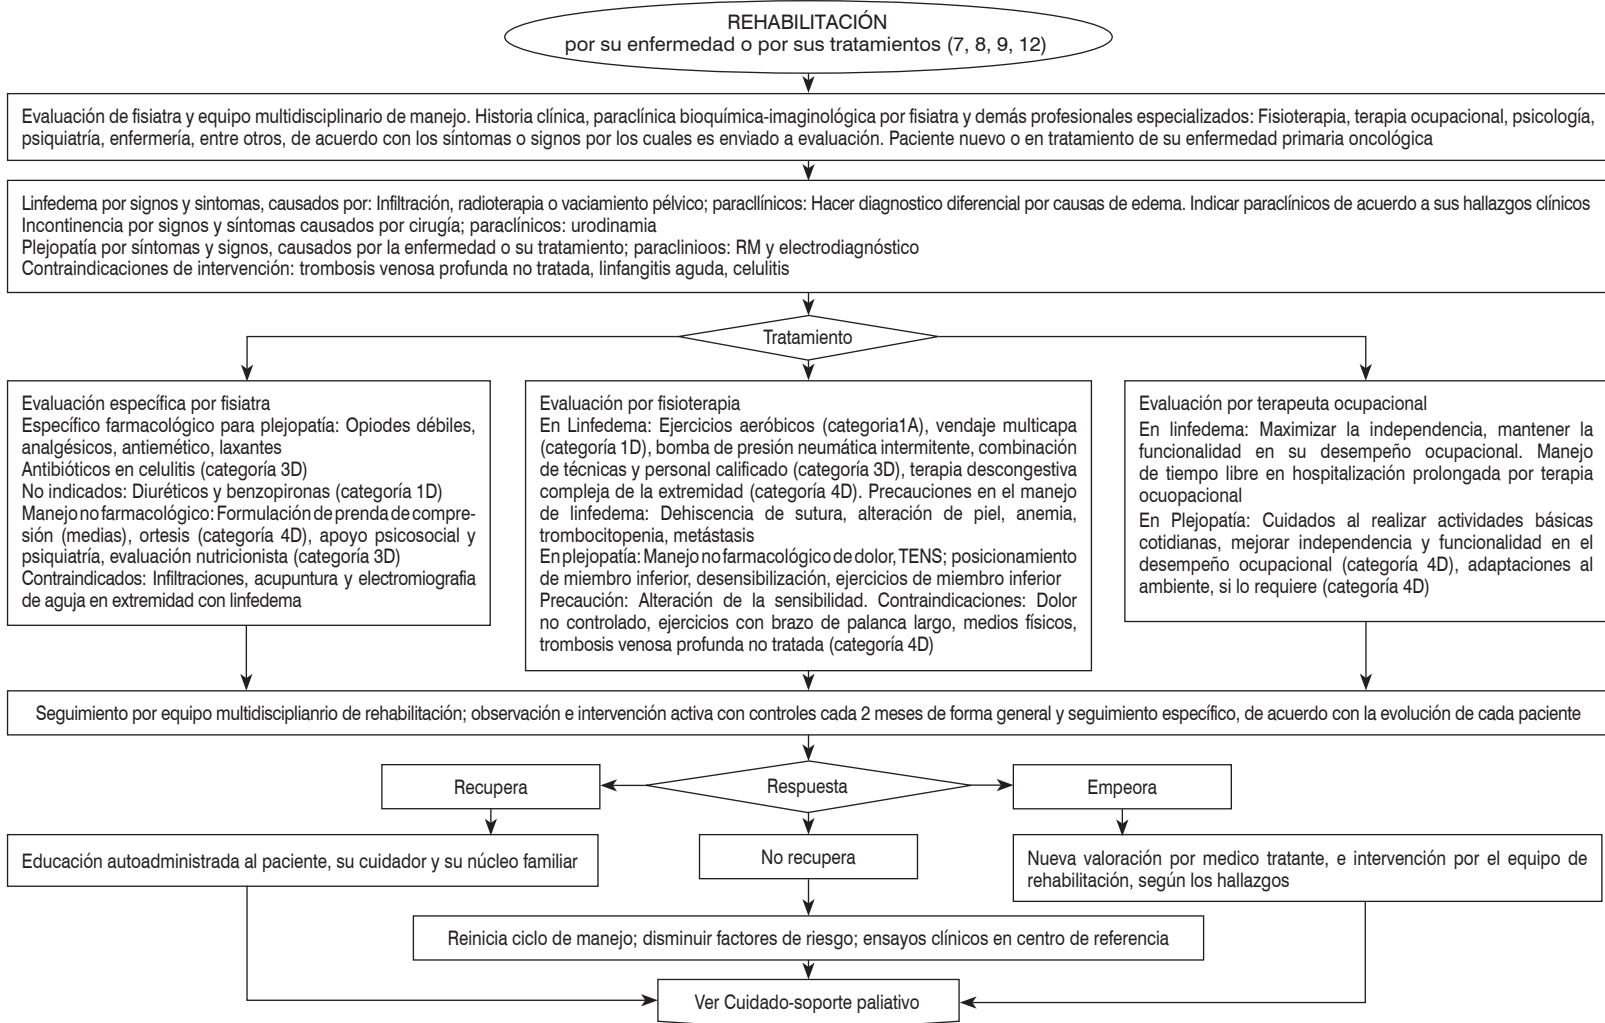 REHABILITACIÓN
por su enfermedad o por sus tratamientos (7, 8, 9, 12)
Evaluación de fisiatra y equipo multidisciplinario de manejo. Historia clínica, paraclínica bioquímica-imaginológica por fisiatra y demás profesionales especializados: Fisioterapia, terapia ocupacional, psicología,
psiquiatría, enfermería, entre otros, de acuerdo con los síntomas o signos por los cuales es enviado a evaluación. Paciente nuevo o en tratamiento de su enfermedad primaria oncológica
Linfedema por signos y sintomas, causados por: Infiltración, radioterapia o vaciamiento pélvico; paracllínicos: Hacer diagnostico diferencial por causas de edema. Indicar paraclínicos de acuerdo a sus hallazgos clínicos
Incontinencia por signos y síntomas causados por cirugía; paraclínicos: urodinamia
Plejopatía por síntomas y signos, causados por la enfermedad o su tratamiento; paraclinioos: RM y electrodiagnóstico
Contraindicaciones de intervención: trombosis venosa profunda no tratada, linfangitis aguda, celulitis
Tratamiento
Evaluación específica por fisiatra
Específico farmacológico para plejopatía: Opiodes débiles,
analgésicos, antiemético, laxantes
Antibióticos en celulitis (categoría 3D)
No indicados: Diuréticos y benzopironas (categoría 1D)
Manejo no farmacológico: Formulación de prenda de compre-
sión (medias), ortesis (categoría 4D), apoyo psicosocial y
psiquiatría, evaluación nutricionista (categoría 3D)
Contraindicados: Infiltraciones, acupuntura y electromiografia
de aguja en extremidad con linfedema
Evaluación por fisioterapia
En Linfedema: Ejercicios aeróbicos (categoria1A), vendaje multicapa
(categoría 1D), bomba de presión neumática intermitente, combinación
de técnicas y personal calificado (categoría 3D), terapia descongestiva
compleja de la extremidad (categoría 4D). Precauciones en el manejo
de linfedema: Dehiscencia de sutura, alteración de piel, anemia,
trombocitopenia, metástasis
En plejopatía: Manejo no farmacológico de dolor, TENS; posicionamiento
de miembro inferior, desensibilización, ejercicios de miembro inferior
Precaución: Alteración de la sensibilidad. Contraindicaciones: Dolor
no controlado, ejercicios con brazo de palanca largo, medios físicos,
trombosis venosa profunda no tratada (categoría 4D)
Evaluación por terapeuta ocupacional
En linfedema: Maximizar la independencia, mantener la
funcionalidad en su desempeño ocupacional. Manejo
de tiempo libre en hospitalización prolongada por terapia
ocuopacional
En Plejopatía: Cuidados al realizar actividades básicas
cotidianas, mejorar independencia y funcionalidad en el
desempeño ocupacional (categoría 4D), adaptaciones al
ambiente, si lo requiere (categoría 4D)
Seguimiento por equipo multidisciplianrio de rehabilitación; observación e intervención activa con controles cada 2 meses de forma general y seguimiento específico, de acuerdo con la evolución de cada paciente
Recupera
Respuesta
Empeora
Educación autoadministrada al paciente, su cuidador y su núcleo familiar
No recupera
Nueva valoración por medico tratante, e intervención por el equipo de
rehabilitación, según los hallazgos
Reinicia ciclo de manejo; disminuir factores de riesgo; ensayos clínicos en centro de referencia
Ver Cuidado-soporte paliativo